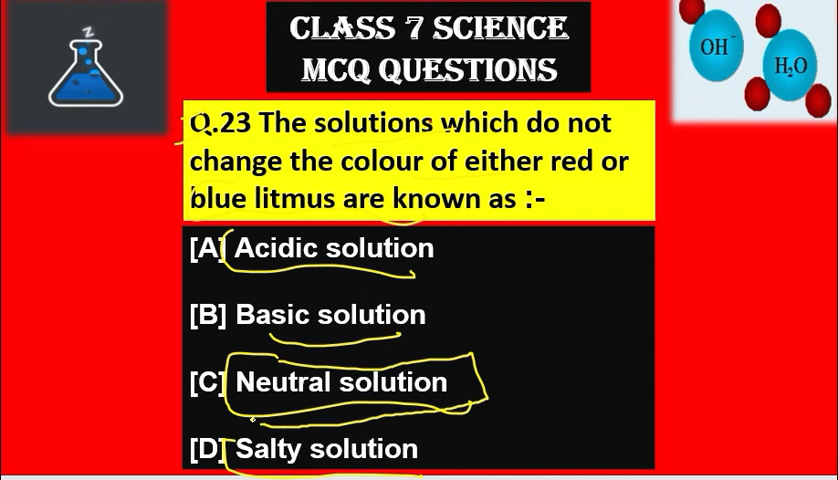 z
CLASS 7 SCIENCE
MCQ QUESTIONS
OH⁻
H₂O
Q.23 The solutions which do not
change the colour of either red or
blue litmus are known as :-
[A] Acidic solution
[B] Basic solution
[C] Neutral solution
[D] Salty solution